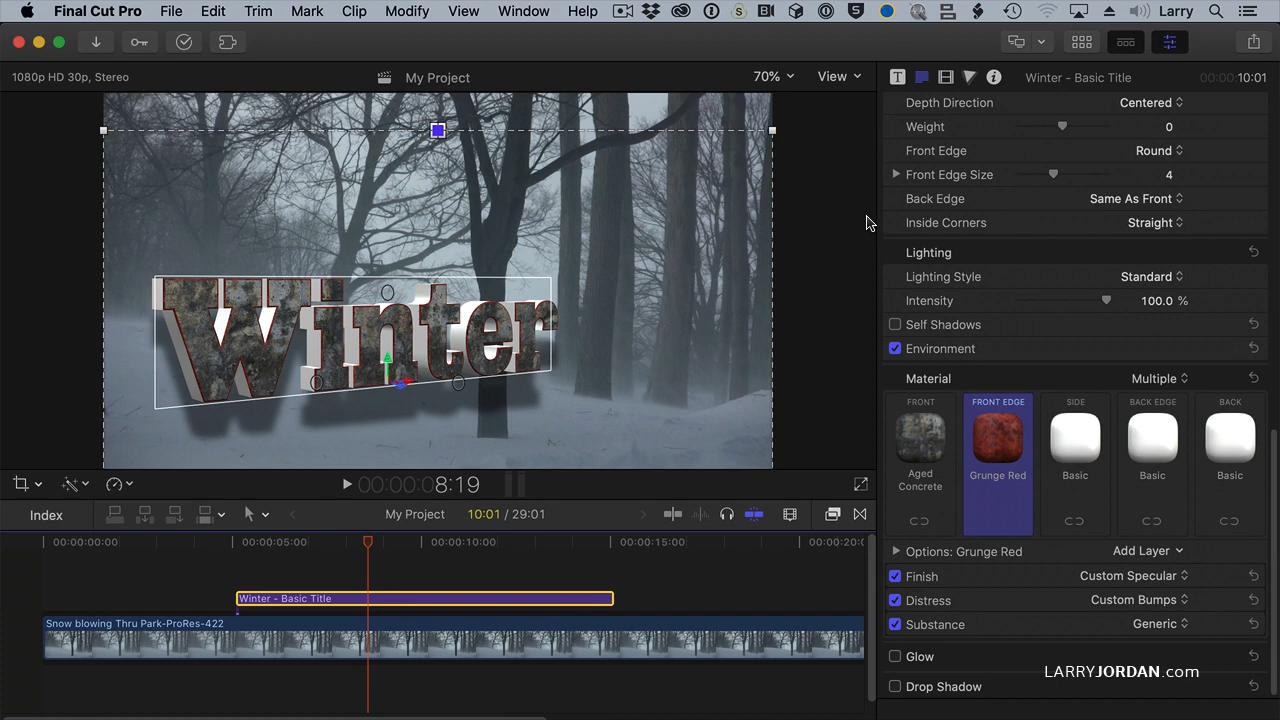 Final Cut Pro File Edit Trim Mark Clip Modify View Window Help Larry
1080p HD 30p, Stereo My Project 70% View Winter - Basic Title 00:00:10:01
Depth Direction Centered
Weight 0
Front Edge Round
Front Edge Size 4
Back Edge Same As Front
Inside Corners Straight
Lighting
Lighting Style Standard
Intensity 100.0 %
Self Shadows
Environment
Material Multiple
FRONT FRONT EDGE SIDE BACK EDGE BACK
Aged Concrete Grunge Red Basic Basic Basic
Options: Grunge Red Add Layer
Finish Custom Specular
Distress Custom Bumps
Substance Generic
Glow
Drop Shadow
LARRYJORDAN.com
Winter
00:00:08:19
Index My Project 10:01 / 29:01
00:00:00:00 00:00:05:00 00:00:10:00 00:00:15:00 00:00:20:0
Winter - Basic Title
Snow blowing Thru Park-ProRes-422